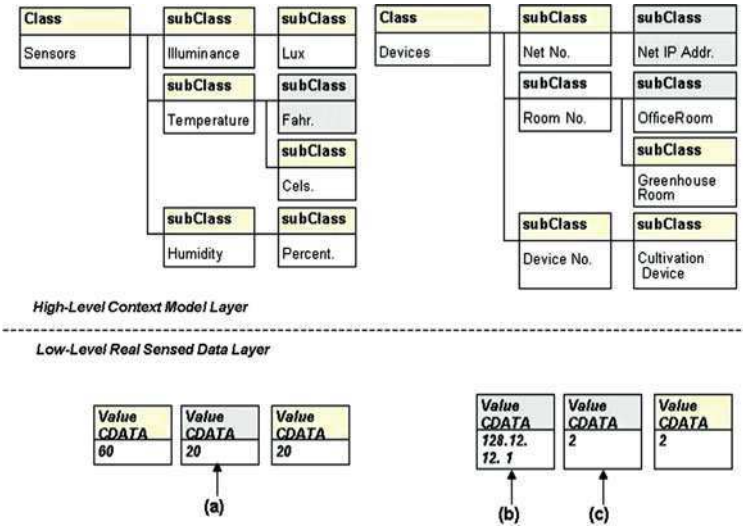 Class
Sensors
subClass
Illuminance
subClass
Lux
subClass
Temperature
subClass
Fahr.
subClass
Cels.
subClass
Humidity
subClass
Percent.
Class
Devices
subClass
Net No.
subClass
Net IP Addr.
subClass
Room No.
subClass
OfficeRoom
subClass
Greenhouse
Room
subClass
Device No.
subClass
Cultivation
Device
High-Level Context Model Layer
Low-Level Real Sensed Data Layer
Value
CDATA
60
Value
CDATA
20
Value
CDATA
20
Value
CDATA
128.12.
12. 1
Value
CDATA
2
Value
CDATA
2
(a)
(b)
(c)